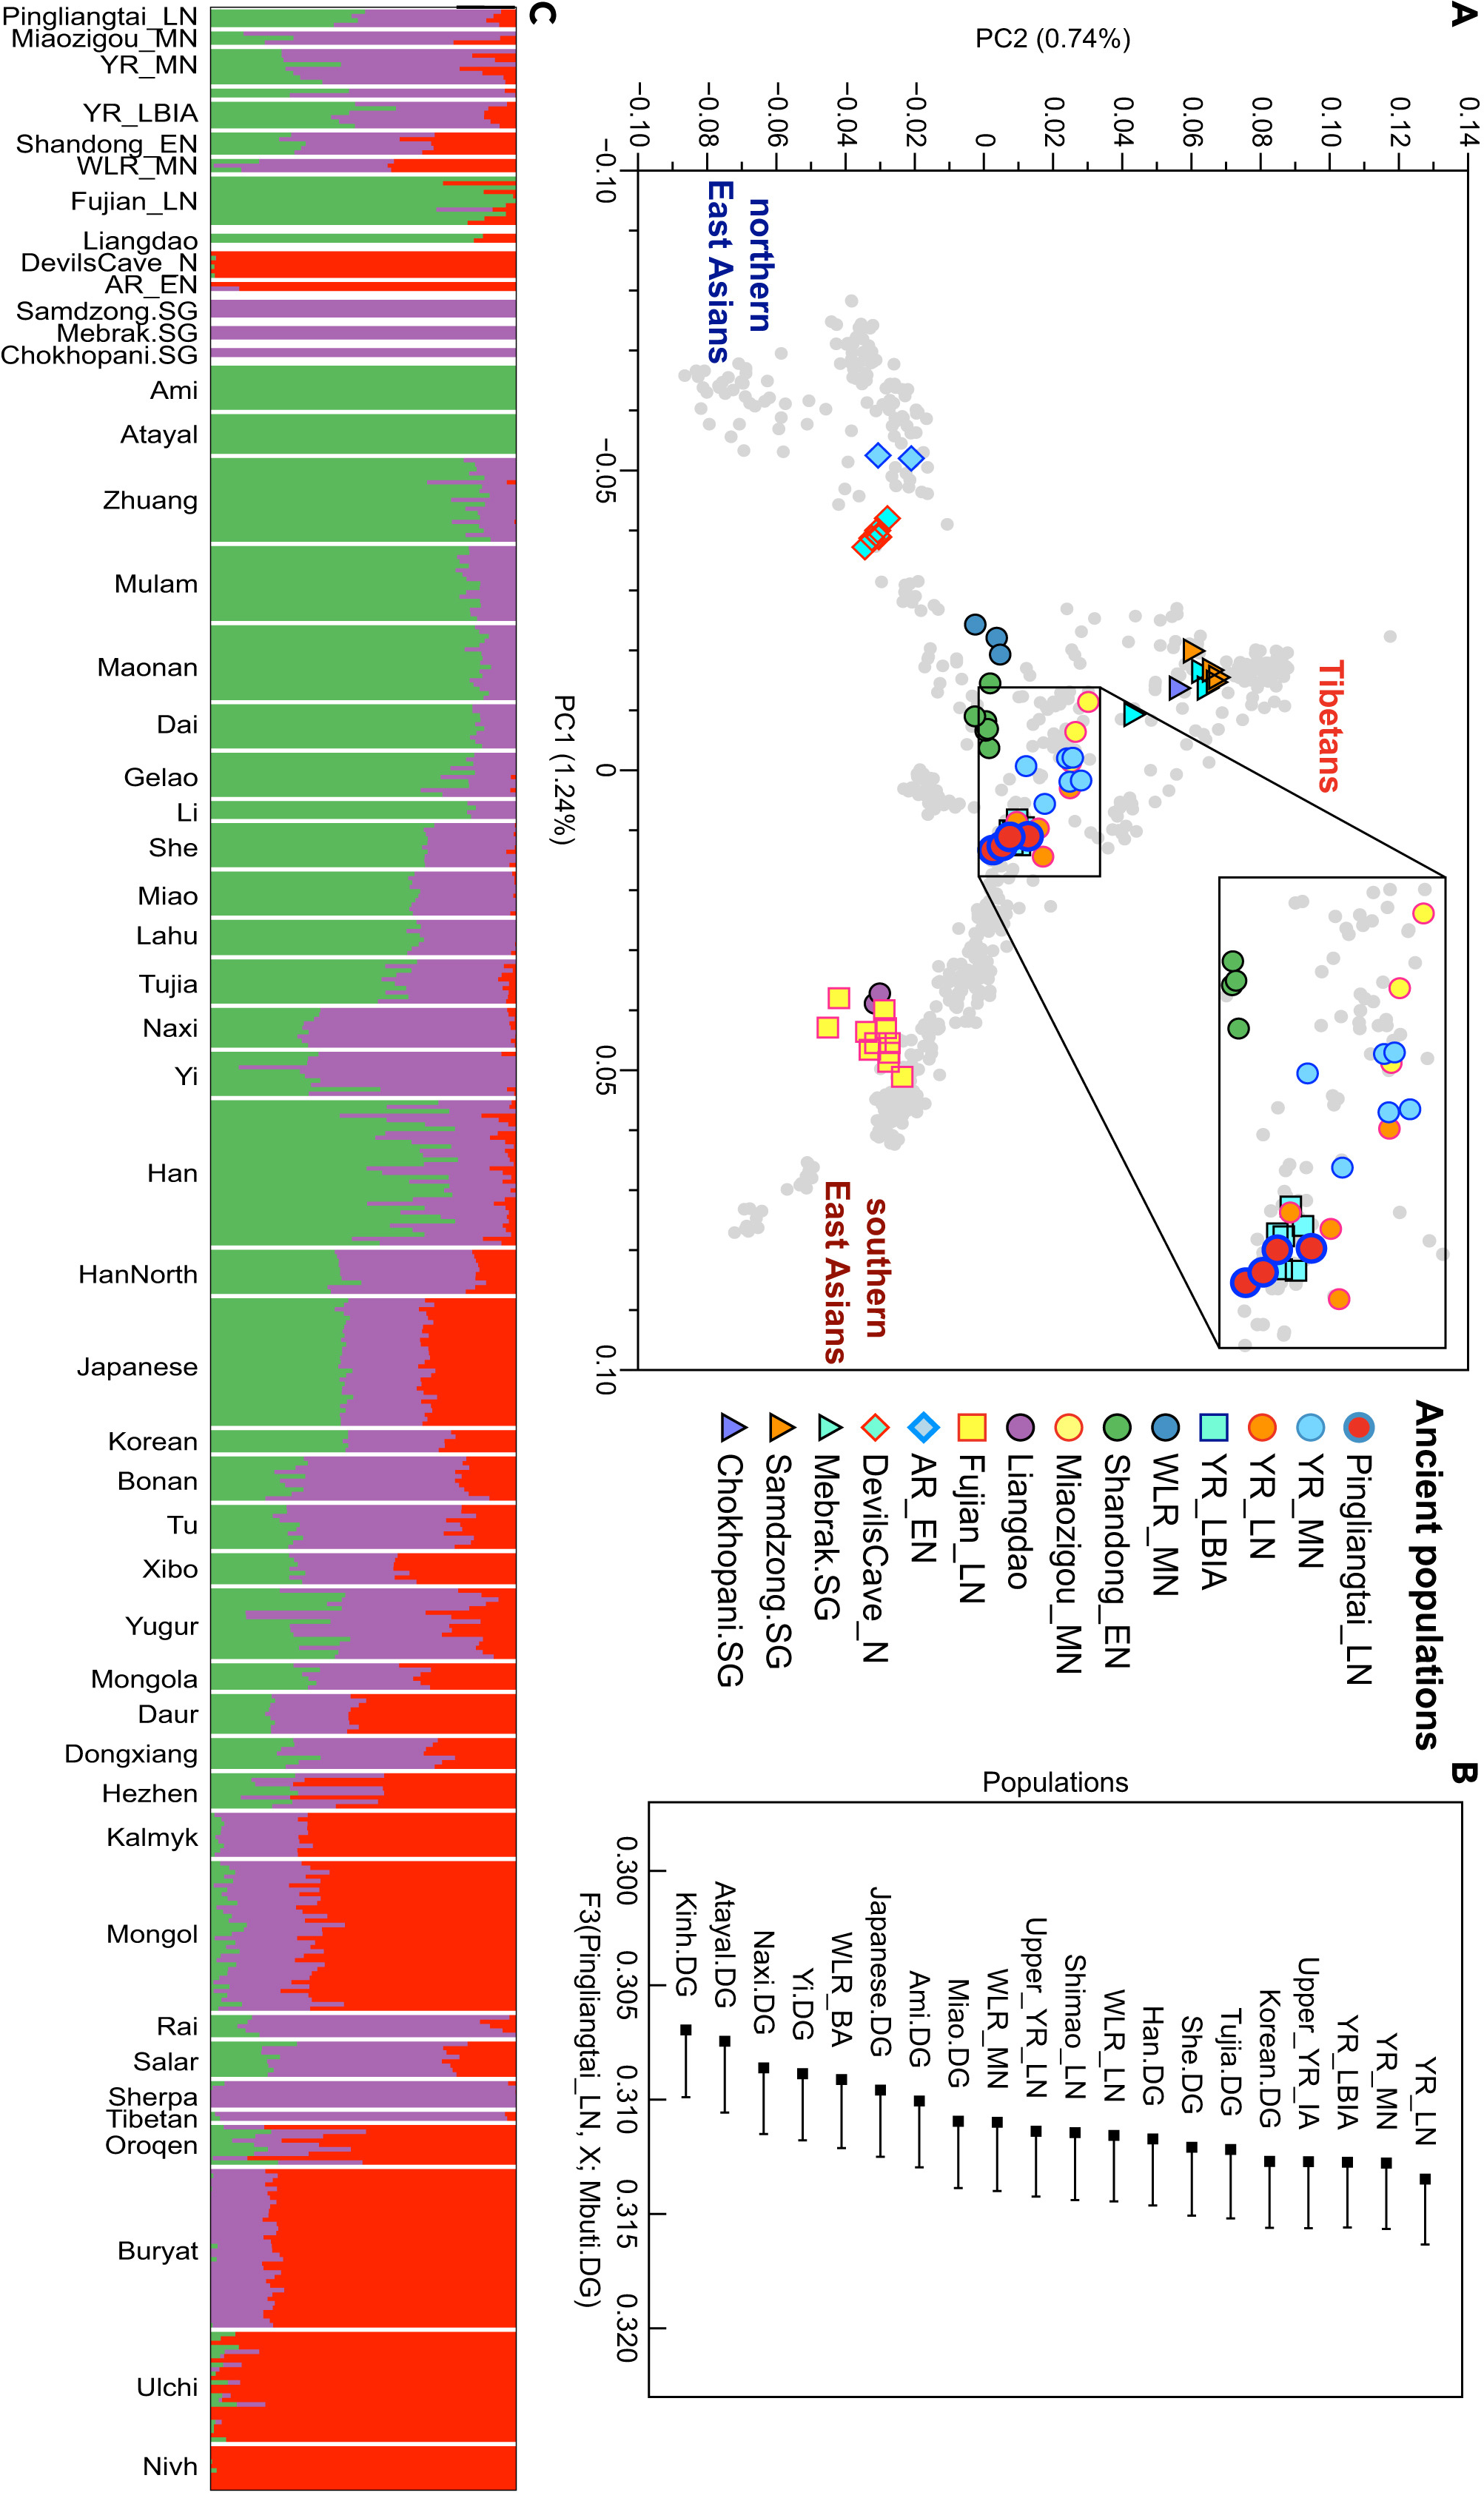 A
PC2 (0.74%)
0.14
0.12
0.10
0.08
0.06
0.04
0.02
0
-0.02
-0.04
-0.06
-0.08
-0.10
-0.10
-0.05
0
0.05
0.10
PC1 (1.24%)
Tibetans
northern
East Asians
southern
East Asians
Ancient populations
Pingliangtai_LN
YR_MN
YR_LN
YR_LBIA
WLR_MN
Shandong_EN
Miaozigou_MN
Liangdao
Fujian_LN
AR_EN
DevilsCave_N
Mebrak.SG
Samdzong.SG
Chokhopani.SG
B
Populations
YR_LN
YR_MN
YR_LBIA
Upper_YR_IA
Korean.DG
Tujia.DG
She.DG
Han.DG
WLR_LN
Shimao_LN
Upper_YR_LN
WLR_MN
Miao.DG
Ami.DG
Japanese.DG
WLR_BA
Yi.DG
Naxi.DG
Atayal.DG
Kinh.DG
0.300
0.305
0.310
0.315
0.320
F3(Pingliangtai_LN, X; Mbuti.DG)
C
Pingliangtai_LN
Miaozigou_MN
YR_MN
YR_LBIA
Shandong_EN
WLR_MN
Fujian_LN
Liangdao
DevilsCave_N
AR_EN
Samdzong.SG
Mebrak.SG
Chokhopani.SG
Ami
Atayal
Zhuang
Mulam
Maonan
Dai
Gelao
Li
She
Miao
Lahu
Tujia
Naxi
Yi
Han
HanNorth
Japanese
Korean
Bonan
Tu
Xibo
Yugur
Mongola
Daur
Dongxiang
Hezhen
Kalmyk
Mongol
Rai
Salar
Sherpa
Tibetan
Oroqen
Buryat
Ulchi
Nivh